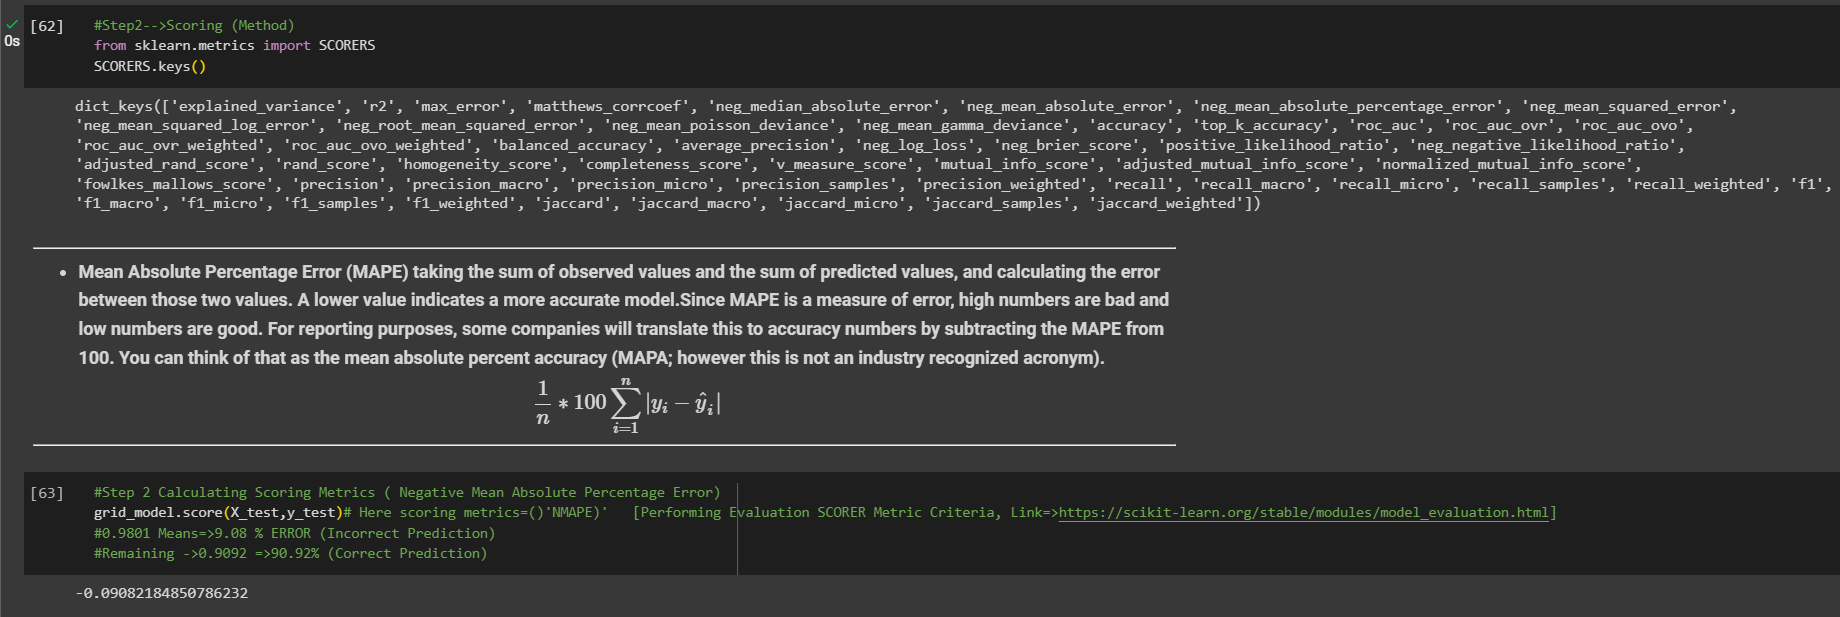 [62] #Step2-->Scoring (Method)
0s from sklearn.metrics import SCORERS
SCORERS.keys()
dict_keys(['explained_variance', 'r2', 'max_error', 'matthews_corrcoef', 'neg_median_absolute_error', 'neg_mean_absolute_error', 'neg_mean_absolute_percentage_error', 'neg_mean_squared_error',
'neg_mean_squared_log_error', 'neg_root_mean_squared_error', 'neg_mean_poisson_deviance', 'neg_mean_gamma_deviance', 'accuracy', 'top_k_accuracy', 'roc_auc', 'roc_auc_ovr', 'roc_auc_ovo',
'roc_auc_ovr_weighted', 'roc_auc_ovo_weighted', 'balanced_accuracy', 'average_precision', 'neg_log_loss', 'neg_brier_score', 'positive_likelihood_ratio', 'neg_negative_likelihood_ratio',
'adjusted_rand_score', 'rand_score', 'homogeneity_score', 'completeness_score', 'v_measure_score', 'mutual_info_score', 'adjusted_mutual_info_score', 'normalized_mutual_info_score',
'fowlkes_mallows_score', 'precision', 'precision_macro', 'precision_micro', 'precision_samples', 'precision_weighted', 'recall', 'recall_macro', 'recall_micro', 'recall_samples', 'recall_weighted', 'f1',
'f1_macro', 'f1_micro', 'f1_samples', 'f1_weighted', 'jaccard', 'jaccard_macro', 'jaccard_micro', 'jaccard_samples', 'jaccard_weighted'])
• Mean Absolute Percentage Error (MAPE) taking the sum of observed values and the sum of predicted values, and calculating the error
between those two values. A lower value indicates a more accurate model.Since MAPE is a measure of error, high numbers are bad and
low numbers are good. For reporting purposes, some companies will translate this to accuracy numbers by subtracting the MAPE from
100. You can think of that as the mean absolute percent accuracy (MAPA; however this is not an industry recognized acronym).
1/n * 100 ∑_{i=1}^{n} |y_i − ŷ_i|
[63] #Step 2 Calculating Scoring Metrics ( Negative Mean Absolute Percentage Error)
grid_model.score(X_test,y_test)# Here scoring metrics=()'NMAPE)' [Performing Evaluation SCORER Metric Criteria, Link=>https://scikit-learn.org/stable/modules/model_evaluation.html]
#0.9801 Means=>9.08 % ERROR (Incorrect Prediction)
#Remaining ->0.9092 =>90.92% (Correct Prediction)
-0.09082184850786232